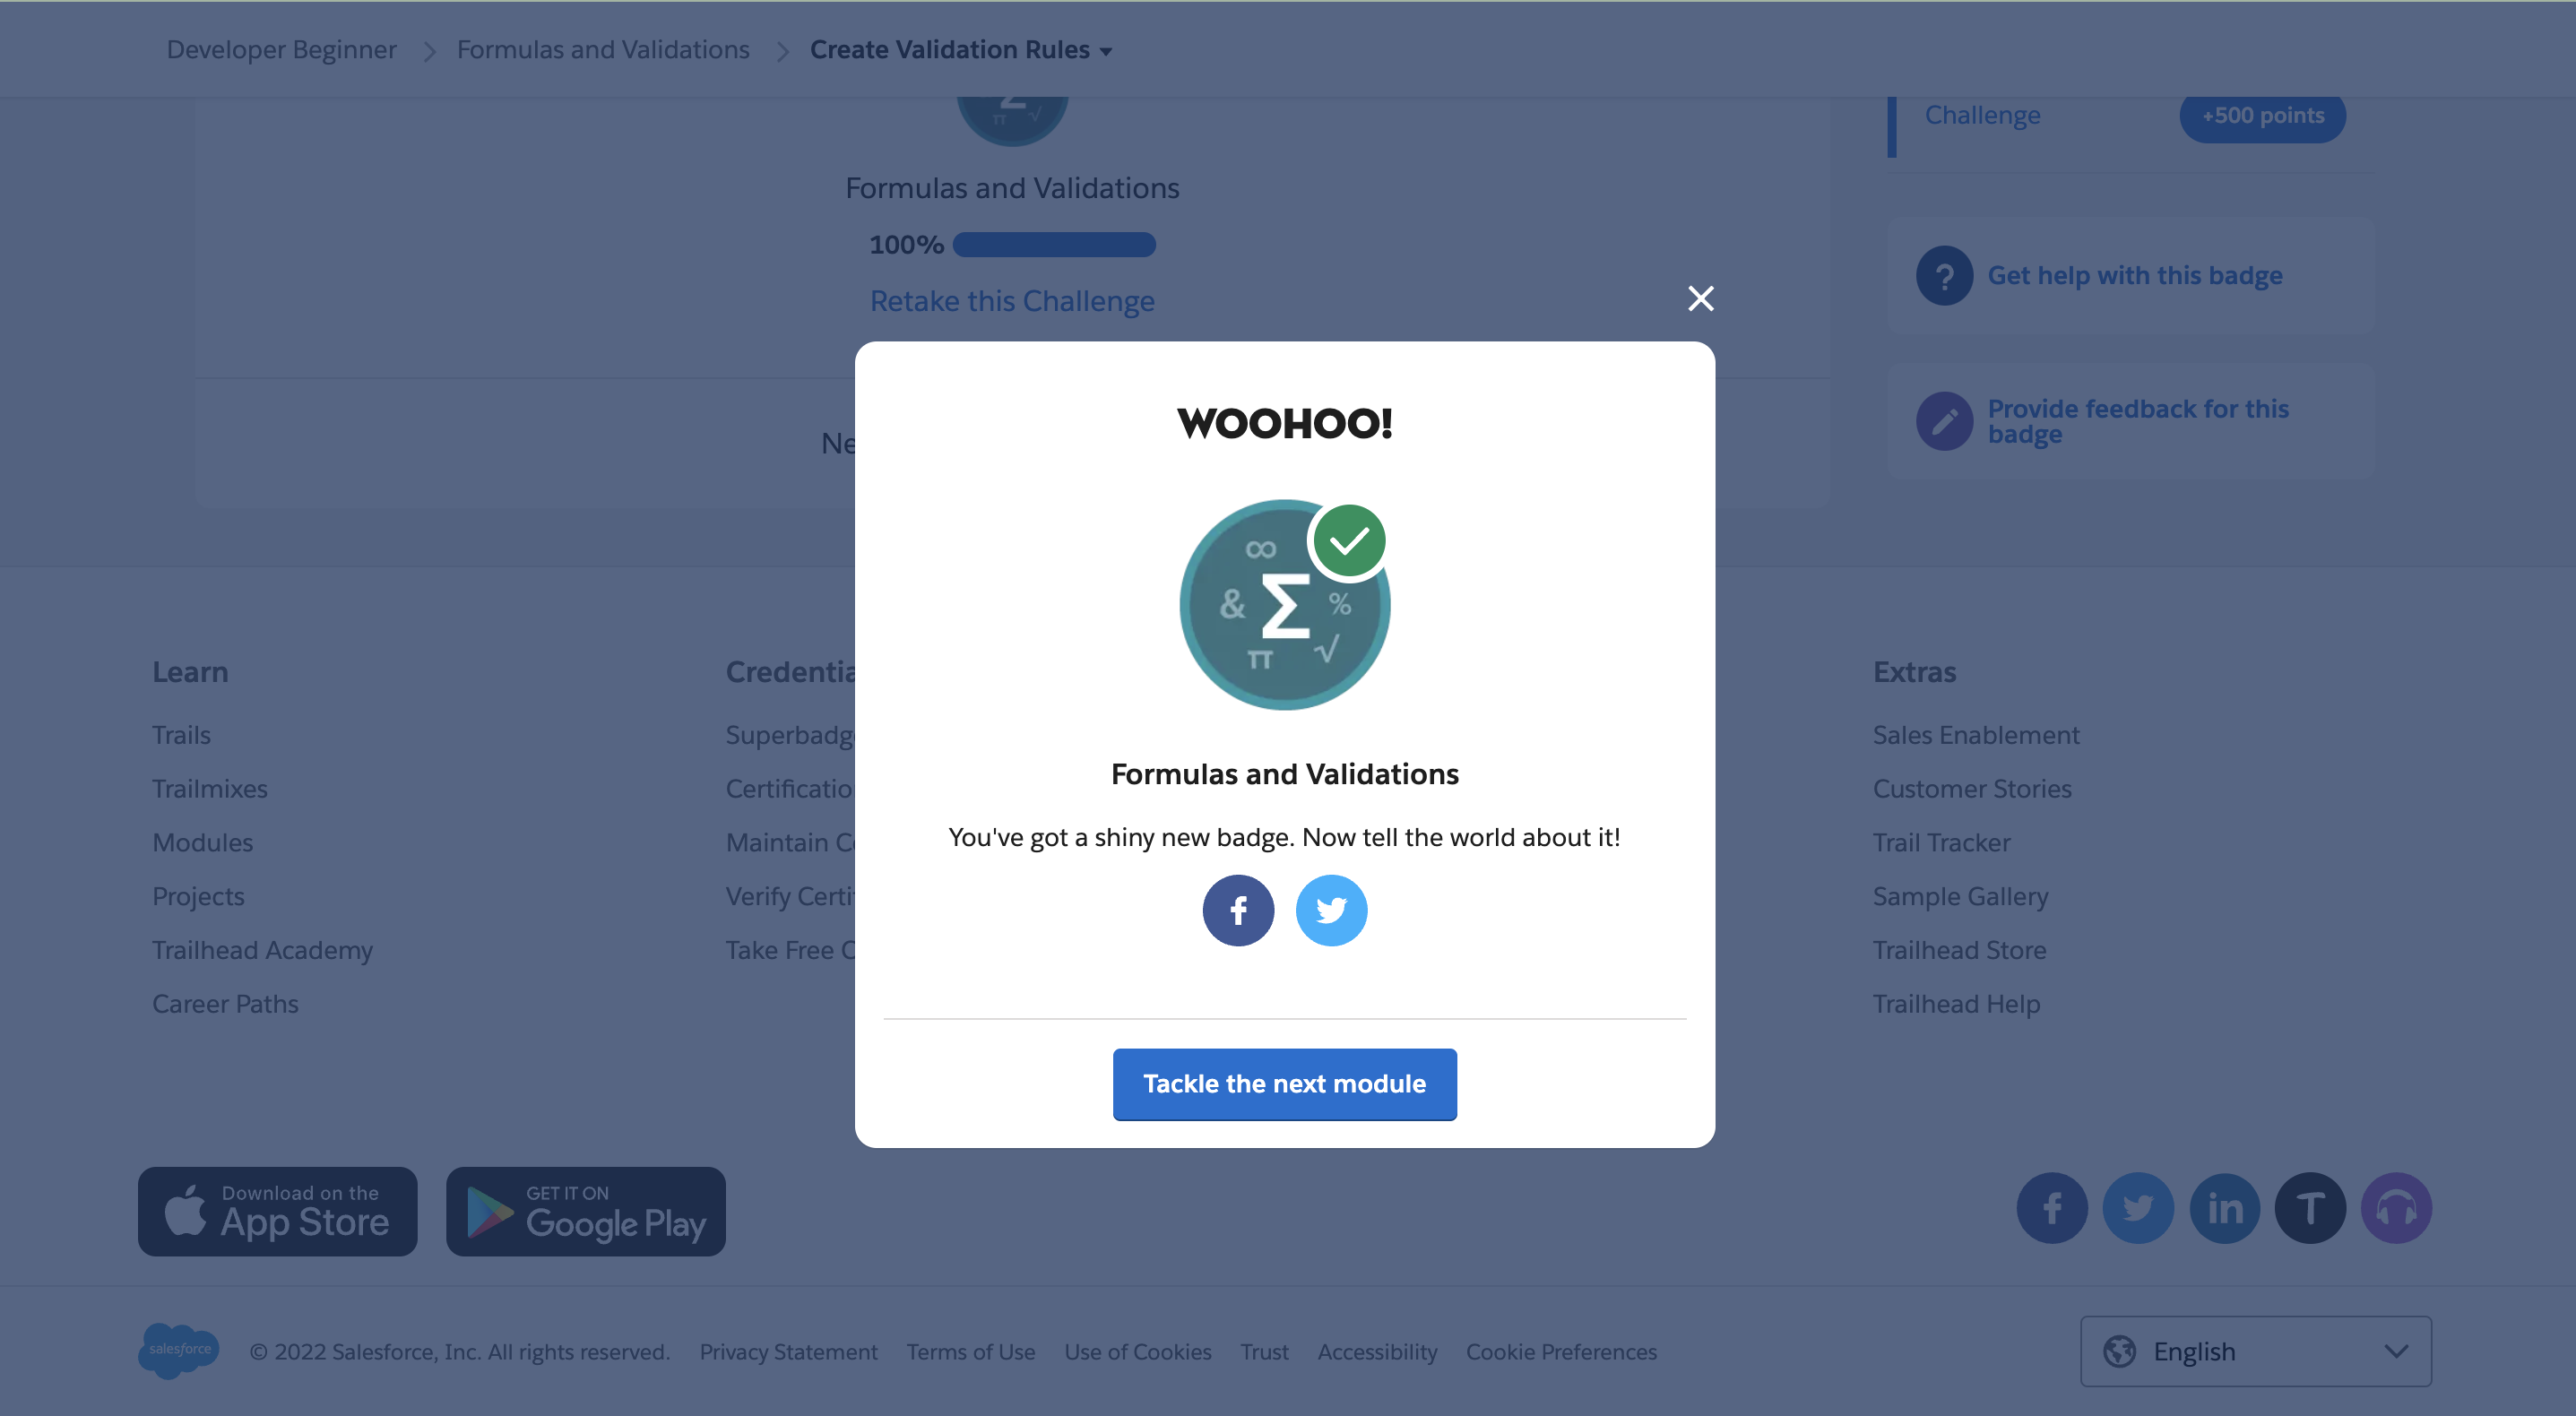 Developer Beginner
Formulas and Validations
Create Validation Rules
Challenge
+500 points
Formulas and Validations
100%
Retake this Challenge
Get help with this badge
Provide feedback for this
badge
Ne
WOOHOO!
∞
& Σ %
π √
Formulas and Validations
You've got a shiny new badge. Now tell the world about it!
Tackle the next module
Learn
Trails
Trailmixes
Modules
Projects
Trailhead Academy
Career Paths
Credentia
Superbadg
Certificatio
Maintain C
Verify Certi
Take Free C
Extras
Sales Enablement
Customer Stories
Trail Tracker
Sample Gallery
Trailhead Store
Trailhead Help
Download on the
App Store
GET IT ON
Google Play
salesforce
© 2022 Salesforce, Inc. All rights reserved.
Privacy Statement
Terms of Use
Use of Cookies
Trust
Accessibility
Cookie Preferences
English